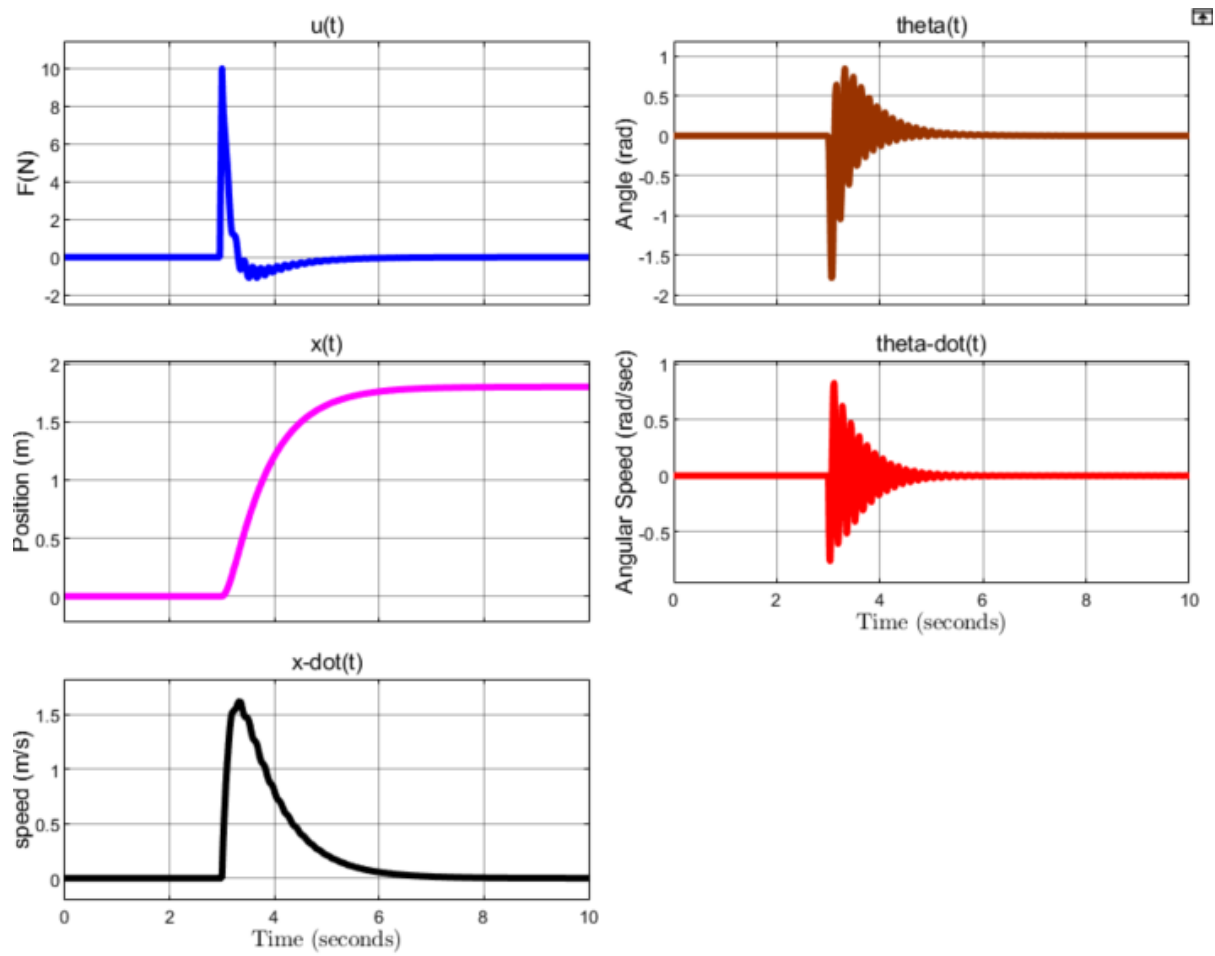 u(t)
10
8
6
4
2
0
-2
F(N)
x(t)
2
1.5
1
0.5
0
Position (m)
x-dot(t)
1.5
1
0.5
0
speed (m/s)
0 2 4 6 8 10
Time (seconds)
theta(t)
1
0.5
0
-0.5
-1
-1.5
-2
Angle (rad)
theta-dot(t)
1
0.5
0
-0.5
Angular Speed (rad/sec)
0 2 4 6 8 10
Time (seconds)